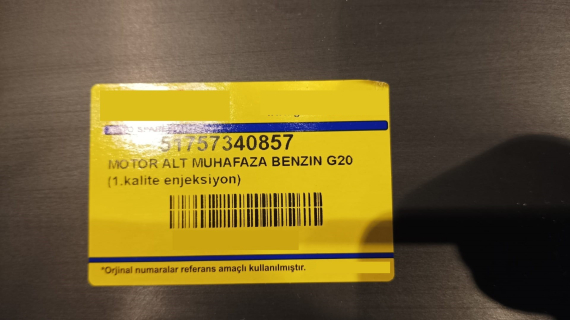 51757340857
MOTOR ALT MUHAFAZA BENZIN G20
(1.kalite enjeksiyon)
*Orjinal numaralar referans amaçlı kullanılmıştır.